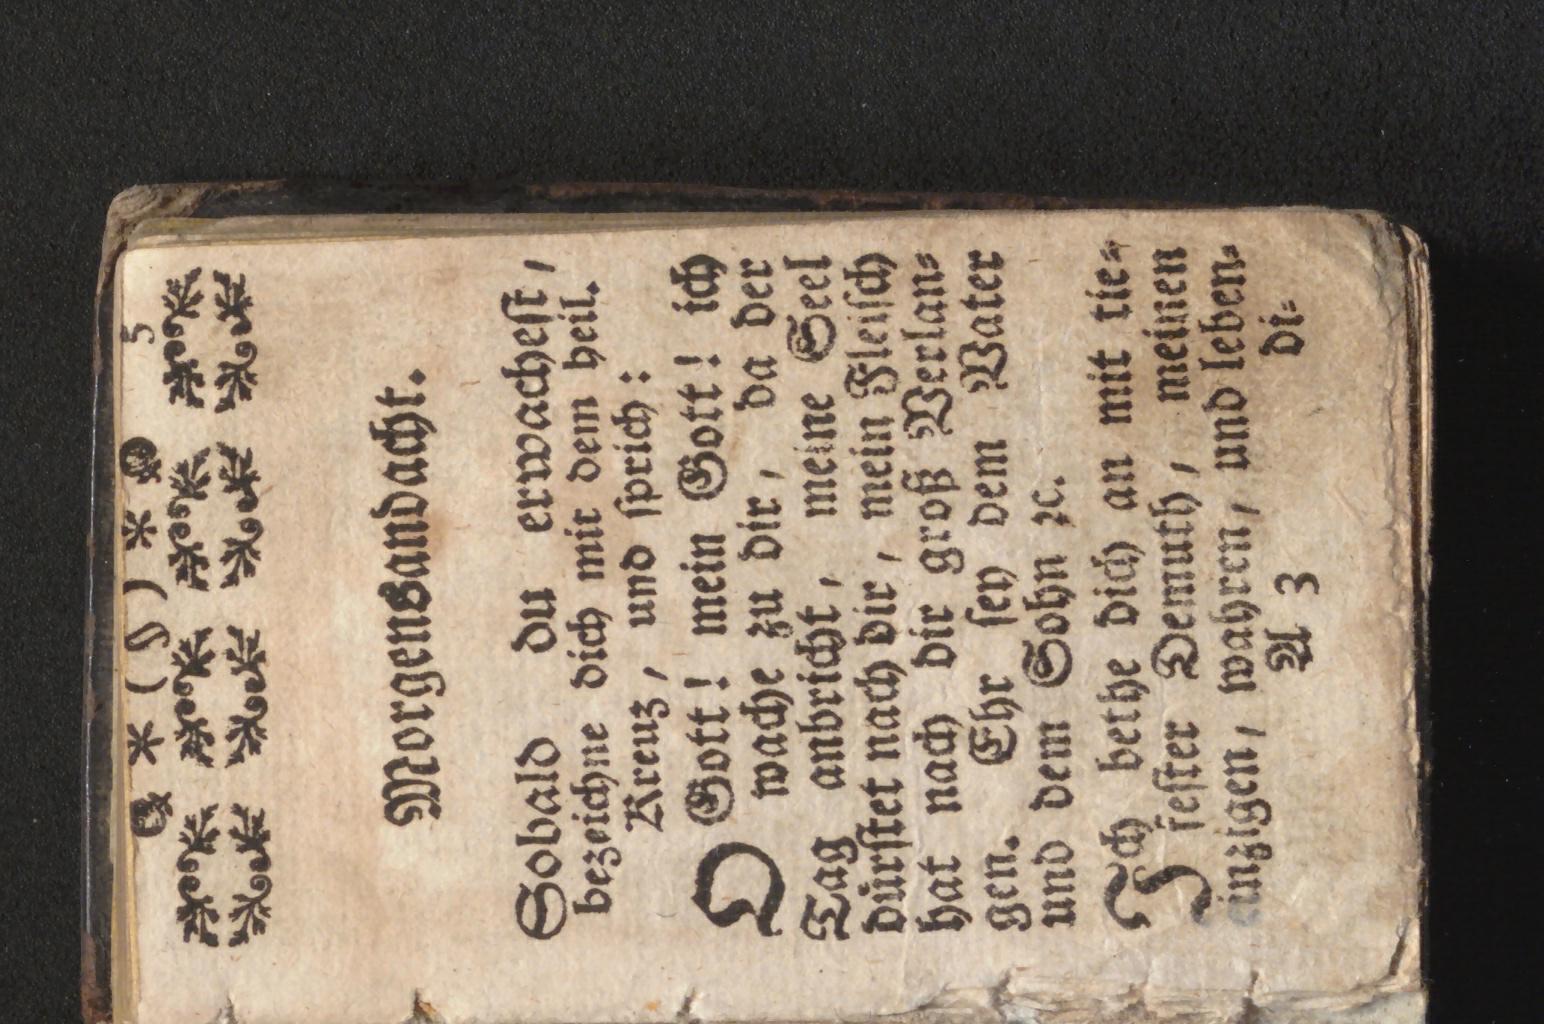 * ( ) * 5
Morgensandacht.
Sobald du erwachest,
bezeichne dich mit dem heil.
Kreuz, und sprich:
O Gott! mein Gott! ich
wache zu dir, da der
Tag anbricht, meine Seel
dürstet nach dir, mein Fleisch
hat nach dir groß Verlan-
gen. Ehr sey dem Vater
und dem Sohn ꝛc.
Ich bethe dich an mit tie-
fester Demuth, meinen
einzigen, wahren, und leben-
A 3 di-